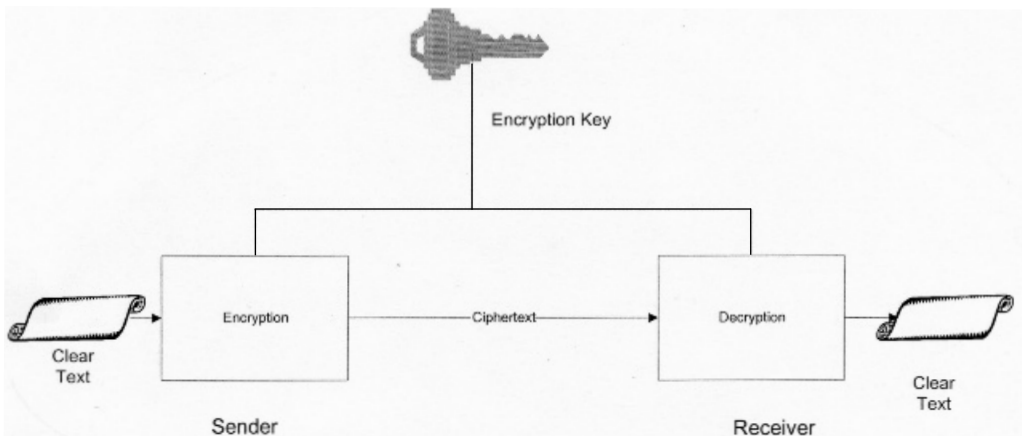 Encryption Key
Encryption
Ciphertext
Decryption
Clear
Text
Clear
Text
Sender
Receiver